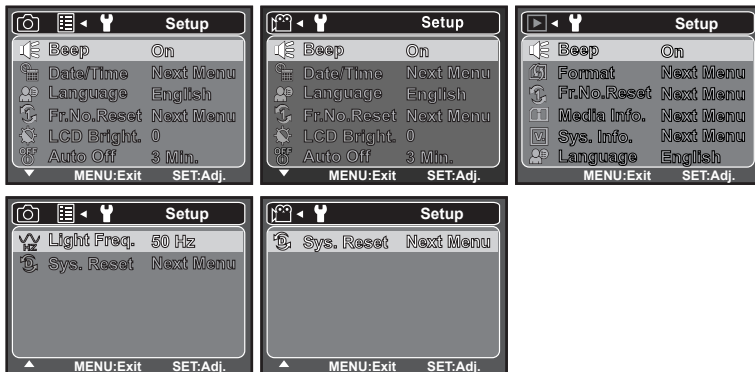 Setup
Beep On
Date/Time Next Menu
Language English
Fr.No.Reset Next Menu
LCD Bright. 0
OFF Auto Off 3 Min.
MENU:Exit SET:Adj.
Setup
Beep On
Date/Time Next Menu
Language English
Fr.No.Reset Next Menu
LCD Bright. 0
OFF Auto Off 3 Min.
MENU:Exit SET:Adj.
Setup
Beep On
Format Next Menu
Fr.No.Reset Next Menu
Media Info. Next Menu
V. Sys. Info. Next Menu
Language English
MENU:Exit SET:Adj.
Setup
HZ Light Freq. 50 Hz
D Sys. Reset Next Menu
MENU:Exit SET:Adj.
Setup
D Sys. Reset Next Menu
MENU:Exit SET:Adj.